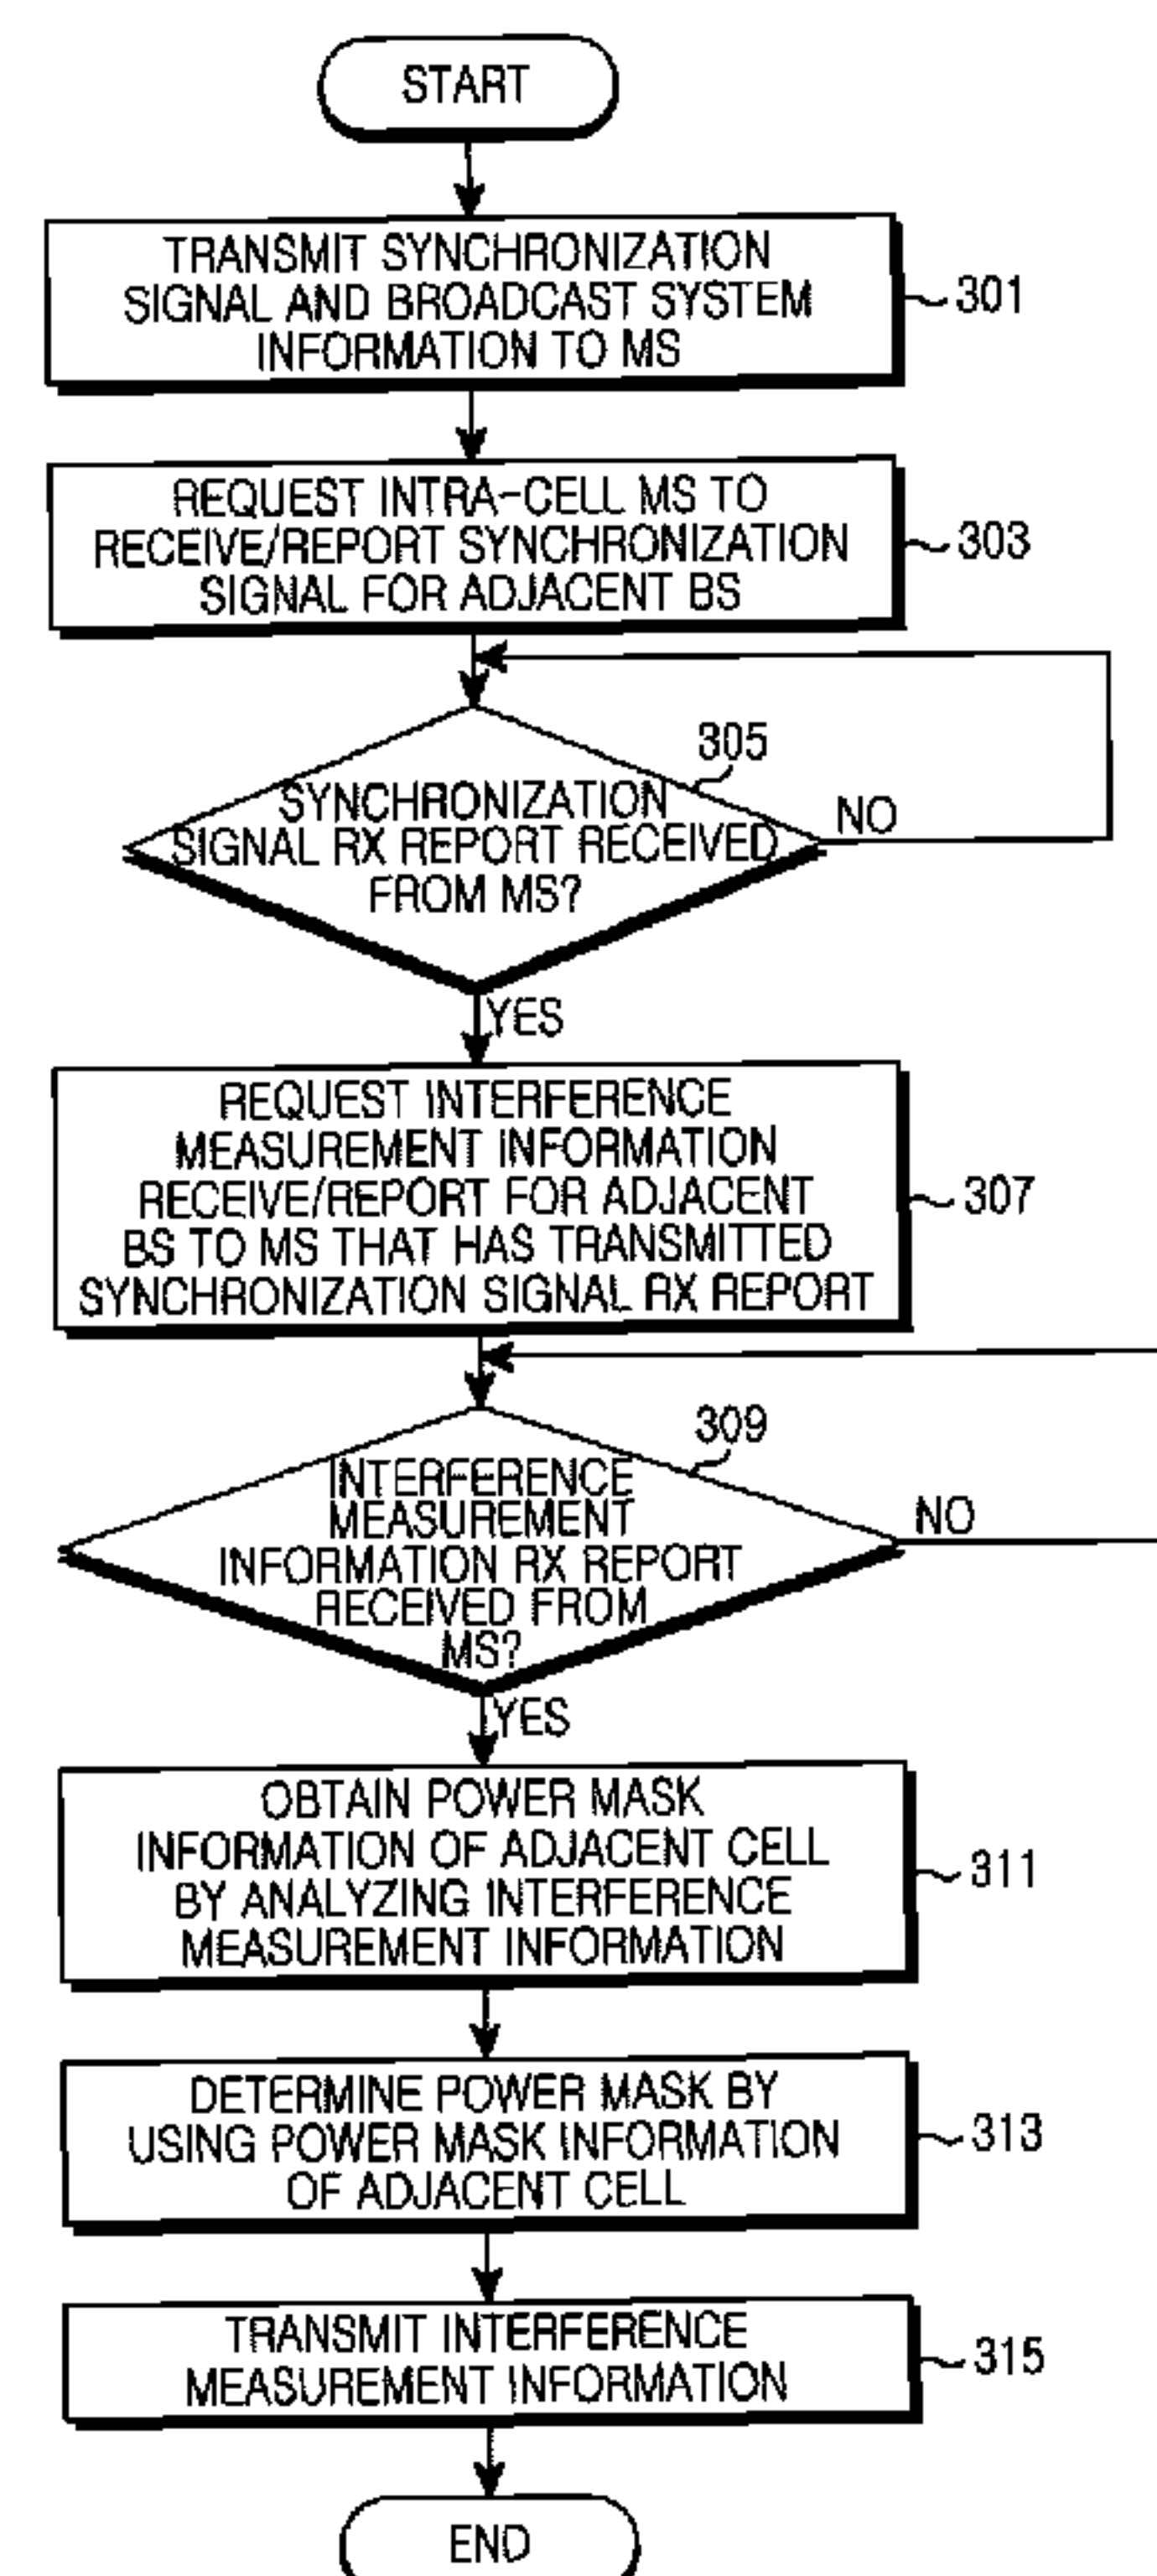 START
TRANSMIT SYNCHRONIZATION
SIGNAL AND BROADCAST SYSTEM
INFORMATION TO MS
301
REQUEST INTRA-CELL MS TO
RECEIVE/REPORT SYNCHRONIZATION
SIGNAL FOR ADJACENT BS
303
305
SYNCHRONIZATION
SIGNAL RX REPORT RECEIVED
FROM MS?
NO
YES
REQUEST INTERFERENCE
MEASUREMENT INFORMATION
RECEIVE/REPORT FOR ADJACENT
BS TO MS THAT HAS TRANSMITTED
SYNCHRONIZATION SIGNAL RX REPORT
307
309
INTERFERENCE
MEASUREMENT
INFORMATION RX REPORT
RECEIVED FROM
MS?
NO
YES
OBTAIN POWER MASK
INFORMATION OF ADJACENT CELL
BY ANALYZING INTERFERENCE
MEASUREMENT INFORMATION
311
DETERMINE POWER MASK BY
USING POWER MASK INFORMATION
OF ADJACENT CELL
313
TRANSMIT INTERFERENCE
MEASUREMENT INFORMATION
315
END